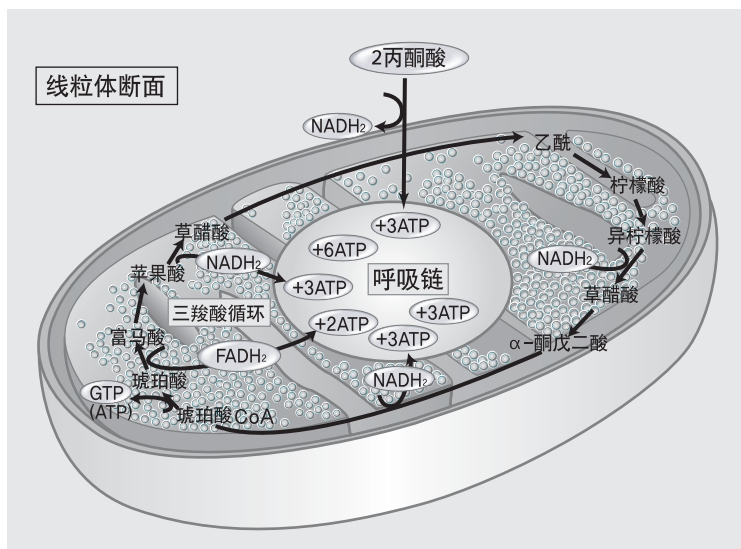 2丙酮酸
线粒体断面
NADH₂
乙酰
柠檬酸
+3ATP
草醋酸
异柠檬酸
+6ATP
NADH₂
NADH₂
苹果酸
呼吸链
+3ATP
草醋酸
三羧酸循环
+3ATP
+2ATP
富马酸
+3ATP
α-酮戊二酸
FADH₂
琥珀酸
NADH₂
GTP
(ATP)
琥珀酸CoA